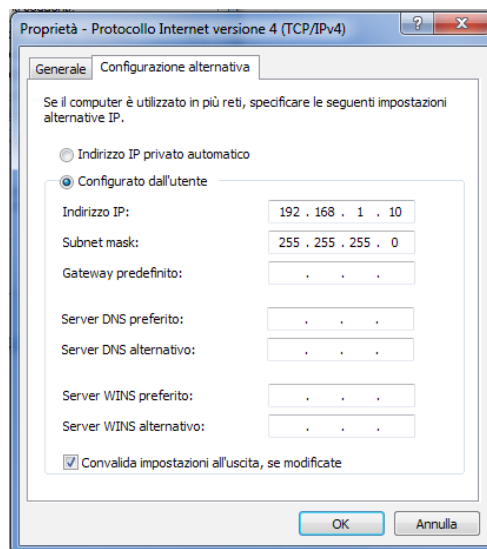 Proprietà - Protocollo Internet versione 4 (TCP/IPv4)
Generale
Configurazione alternativa
Se il computer è utilizzato in più reti, specificare le seguenti impostazioni
alternative IP.
Indirizzo IP privato automatico
Configurato dall'utente
Indirizzo IP: 192 . 168 . 1 . 10
Subnet mask: 255 . 255 . 255 . 0
Gateway predefinito: . . .
Server DNS preferito: . . .
Server DNS alternativo: . . .
Server WINS preferito: . . .
Server WINS alternativo: . . .
Convalida impostazioni all'uscita, se modificate
OK
Annulla